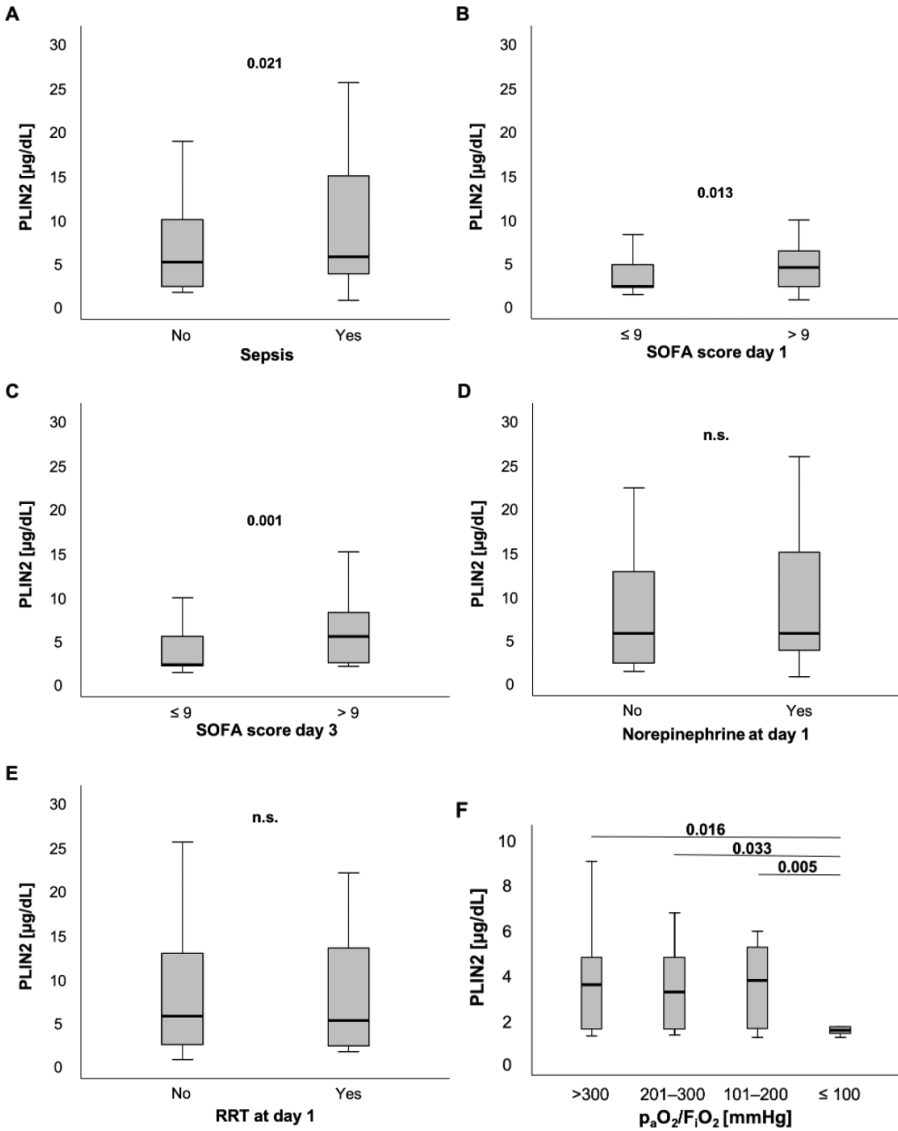 A
PLIN2 [µg/dL]
30
25
20
15
10
5
0
0.021
No
Yes
Sepsis
B
PLIN2 [µg/dL]
30
25
20
15
10
5
0
0.013
≤ 9
> 9
SOFA score day 1
C
PLIN2 [µg/dL]
30
25
20
15
10
5
0
0.001
≤ 9
> 9
SOFA score day 3
D
PLIN2 [µg/dL]
30
25
20
15
10
5
0
n.s.
No
Yes
Norepinephrine at day 1
E
PLIN2 [µg/dL]
30
25
20
15
10
5
0
n.s.
No
Yes
RRT at day 1
F
PLIN2 [µg/dL]
10
8
6
4
2
0
0.016
0.033
0.005
>300
201–300
101–200
≤ 100
pₐO₂/FᵢO₂ [mmHg]